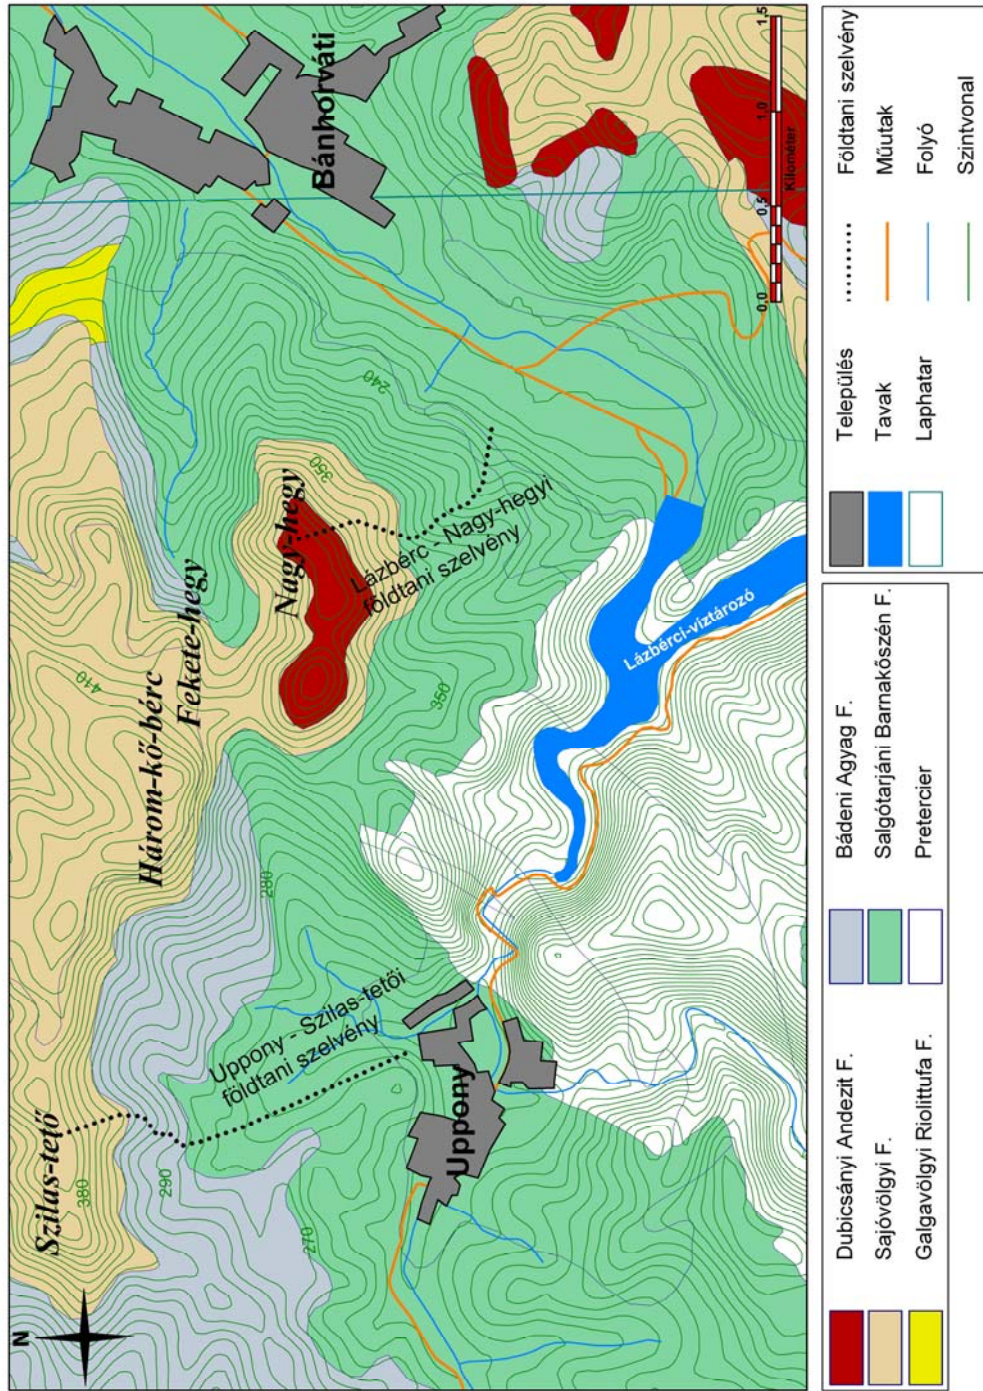 N
Szilas-tető
Három-kő-bérc
Fekete-hegy
Nagy-hegy
380
290
270
280
410
350
350
240
Uppony - Szilas-tetői
földtani szelvény
Lázbérc - Nagy-hegyi
földtani szelvény
Uppony
Bánhorváti
Lázbérci-víztározó
0,0
0,5
1,0
1,5
Kilométer
Dubicsányi Andezit F.
Sajóvölgyi F.
Galgavölgyi Riolittufa F.
Bádeni Agyag F.
Salgótarjáni Barnakőszén F.
Pretercier
Település
Tavak
Laphatar
Földtani szelvény
Műutak
Folyó
Szintvonal